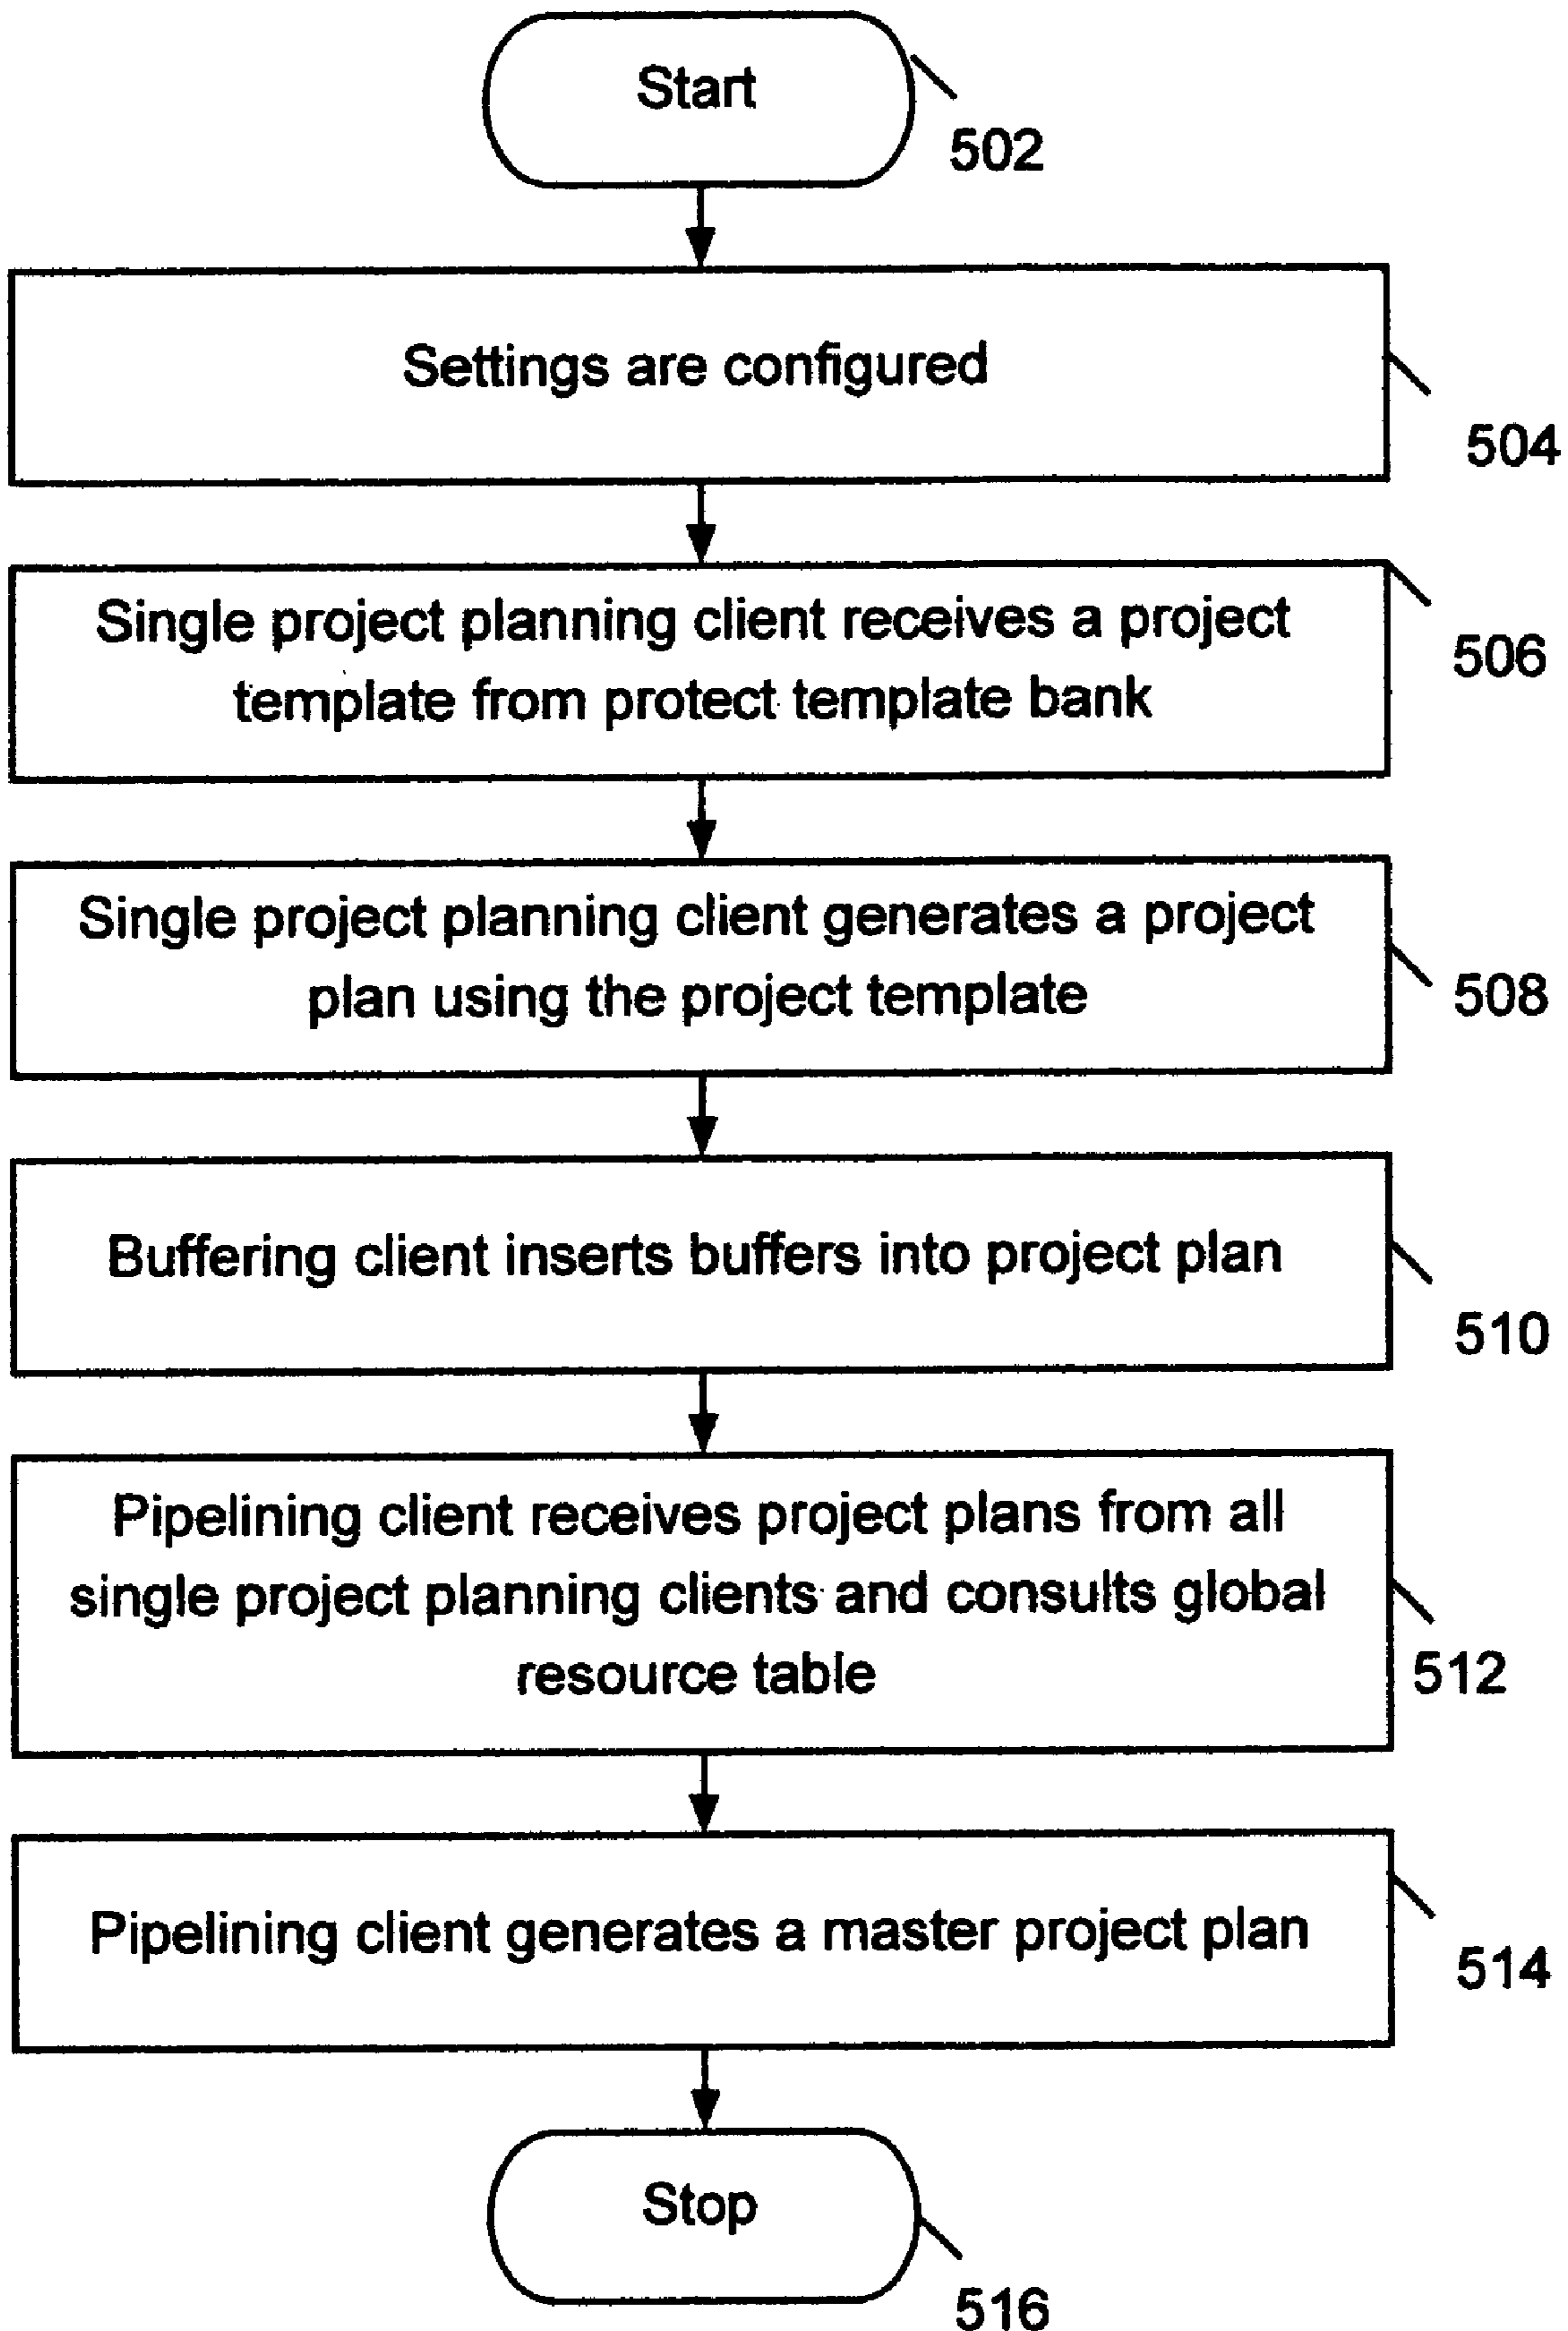 Start
502
Settings are configured
504
Single project planning client receives a project
template from protect template bank
506
Single project planning client generates a project
plan using the project template
508
Buffering client inserts buffers into project plan
510
Pipelining client receives project plans from all
single project planning clients and consults global
resource table
512
Pipelining client generates a master project plan
514
Stop
516